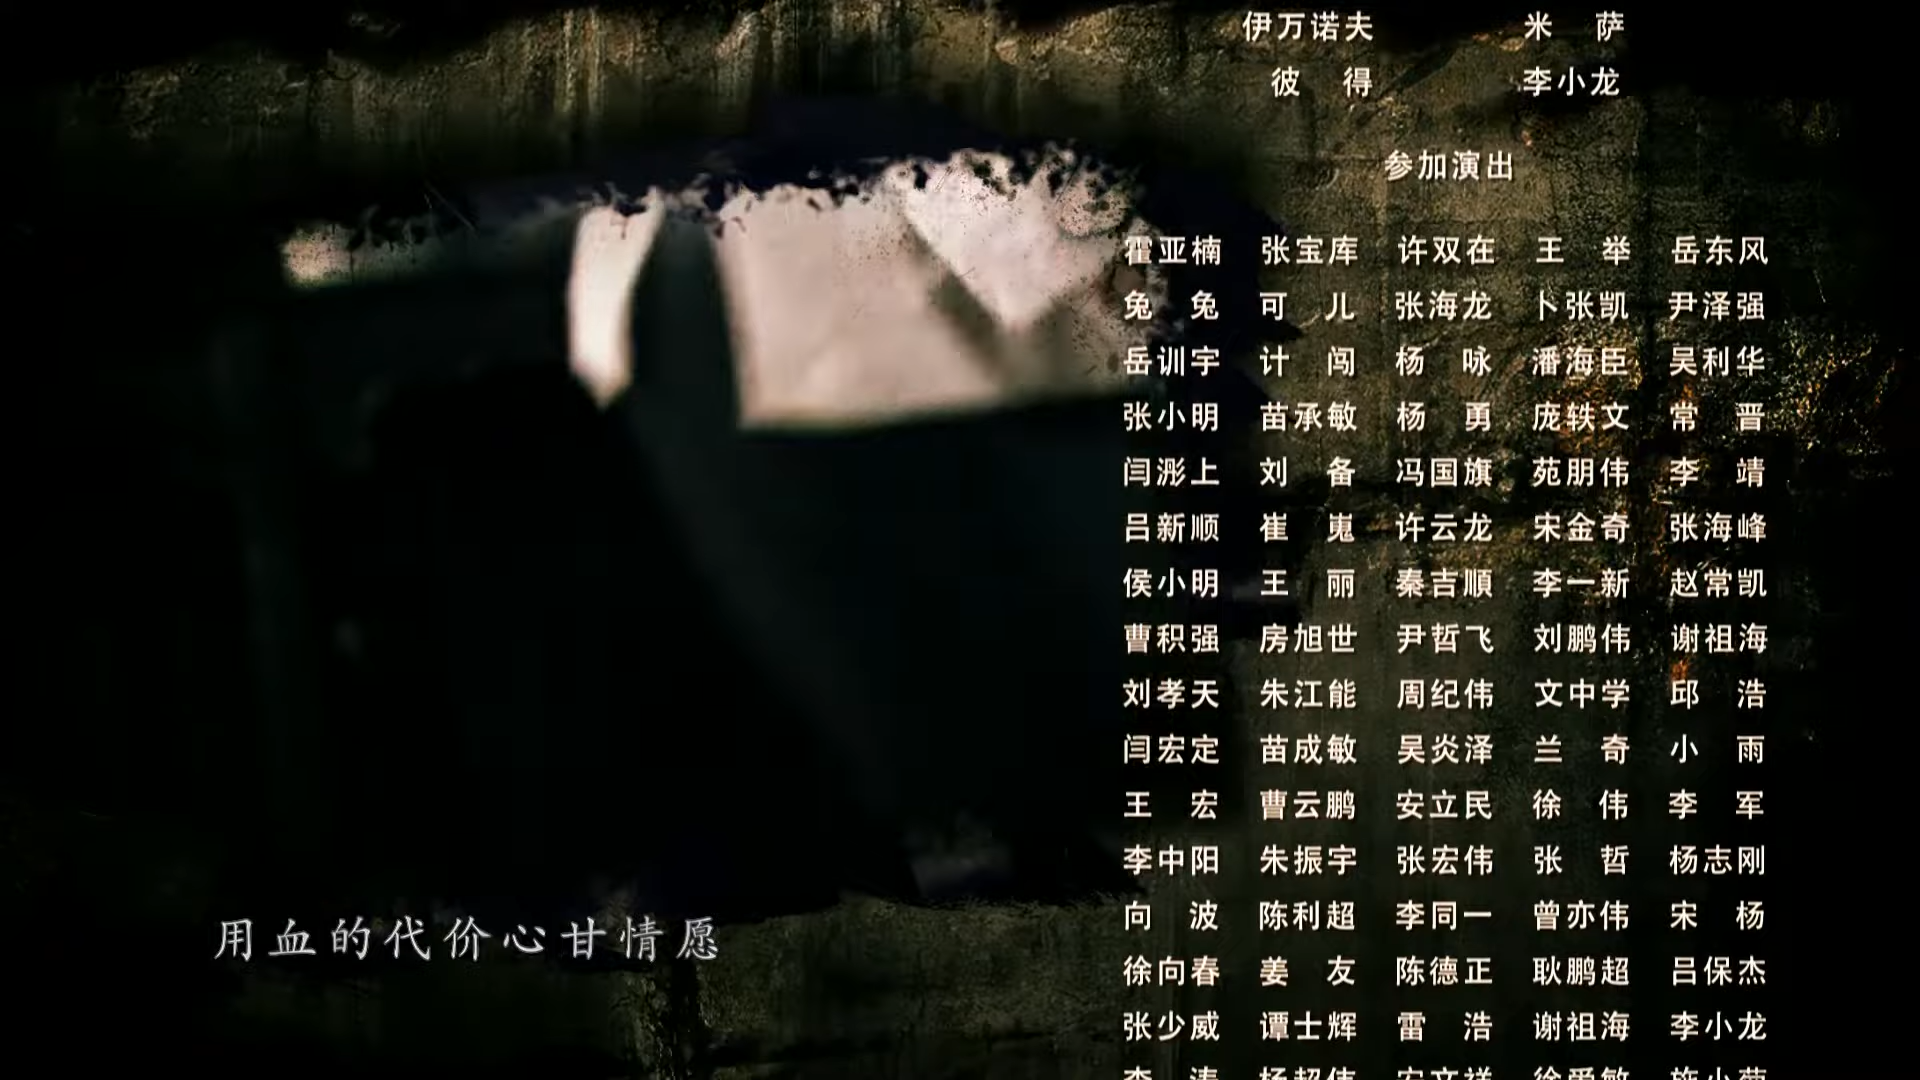 伊万诺夫 米 萨
彼 得 李小龙
参加演出
霍亚楠 张宝库 许双在 王 举 岳东风
兔 兔 可 儿 张海龙 卜张凯 尹泽强
岳训宇 计 闯 杨 咏 潘海臣 吴利华
张小明 苗承敏 杨 勇 庞轶文 常 晋
闫浵上 刘 备 冯国旗 苑朋伟 李 靖
吕新顺 崔 嵬 许云龙 宋金奇 张海峰
侯小明 王 丽 秦吉順 李一新 赵常凯
曹积强 房旭世 尹哲飞 刘鹏伟 谢祖海
刘孝天 朱江能 周纪伟 文中学 邱 浩
闫宏定 苗成敏 吴炎泽 兰 奇 小 雨
王 宏 曹云鹏 安立民 徐 伟 李 军
李中阳 朱振宇 张宏伟 张 哲 杨志刚
向 波 陈利超 李同一 曾亦伟 宋 杨
徐向春 姜 友 陈德正 耿鹏超 吕保杰
张少威 谭士辉 雷 浩 谢祖海 李小龙
用血的代价心甘情愿